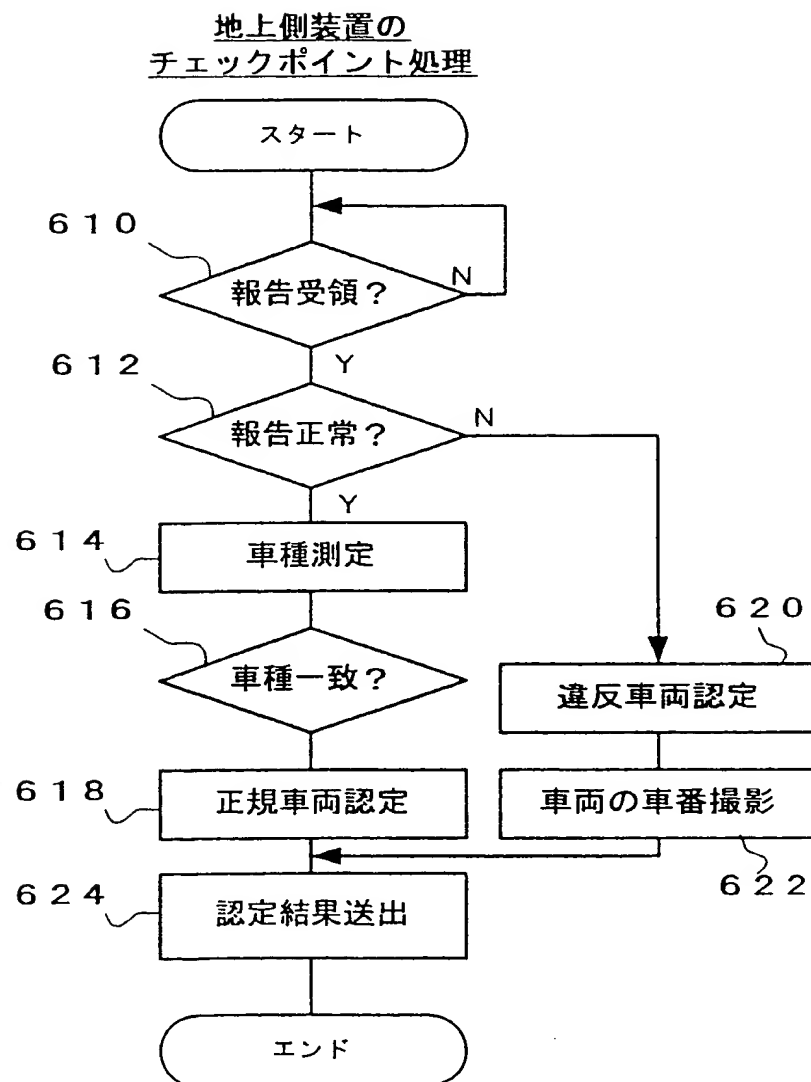 地上側装置の
チェックポイント処理
スタート
６１０
報告受領？
N
Y
６１２
報告正常？
N
Y
６１４
車種測定
６１６
車種一致？
６２０
違反車両認定
６１８
正規車両認定
車両の車番撮影
６２２
６２４
認定結果送出
エンド